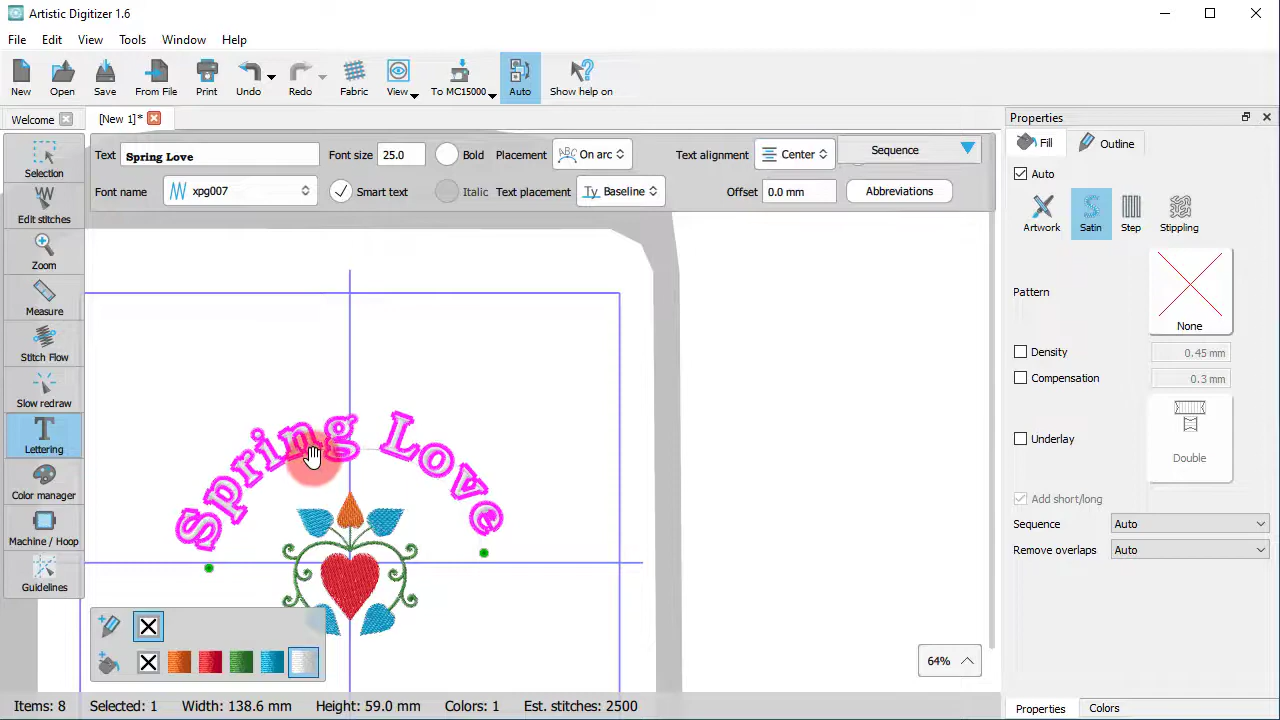 Artistic Digitizer 1.6
File Edit View Tools Window Help
New Open Save From File Print Undo Redo Fabric View To MC15000 Auto Show help on
Welcome [New 1]*
Properties
Selection
Edit stitches
Zoom
Measure
Stitch Flow
Slow redraw
Lettering
Color manager
Machine / Hoop
Guidelines
Text Spring Love Font size 25.0 Bold Placement On arc Text alignment Center Sequence
Font name xpg007 Smart text Italic Text placement Baseline Offset 0.0 mm Abbreviations
Spring Love
64%
Fill Outline
Auto
Artwork Satin Step Stippling
Pattern
None
Density 0.45 mm
Compensation 0.3 mm
Underlay
Double
Add short/long
Sequence Auto
Remove overlaps Auto
Properties Colors
Items: 8 Selected: 1 Width: 138.6 mm Height: 59.0 mm Colors: 1 Est. stitches: 2500